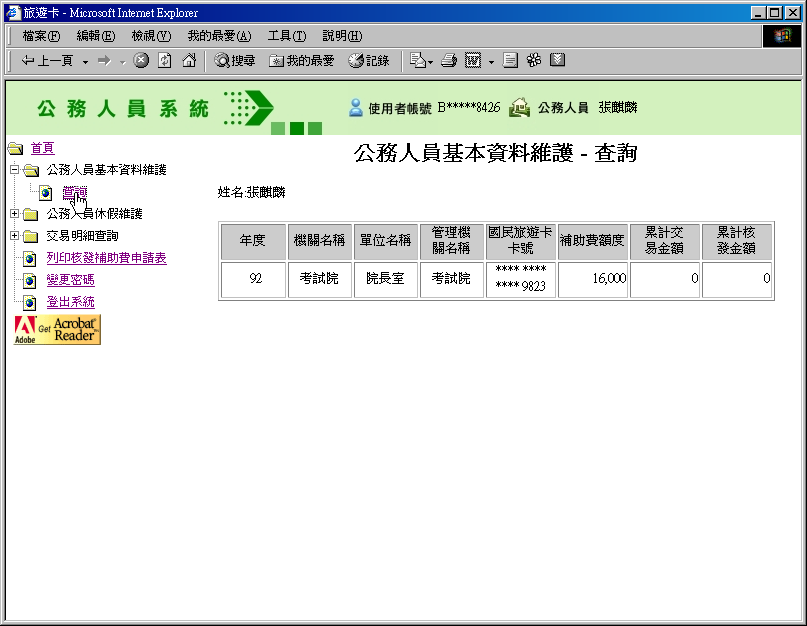 旅遊卡 - Microsoft Internet Explorer
檔案(F) 編輯(E) 檢視(V) 我的最愛(A) 工具(T) 說明(H)
上一頁 搜尋 我的最愛 記錄
公務人員系統 使用者帳號 B*****8426 公務人員 張麒麟
首頁
公務人員基本資料維護
查詢
公務人員休假維護
交易明細查詢
列印核發補助費申請表
變更密碼
登出系統
Adobe Get Acrobat Reader
公務人員基本資料維護 - 查詢
姓名:張麒麟
年度 機關名稱 單位名稱 管理機關名稱 國民旅遊卡卡號 補助費額度 累計交易金額 累計核發金額
92 考試院 院長室 考試院 **** **** **** 9823 16,000 0 0